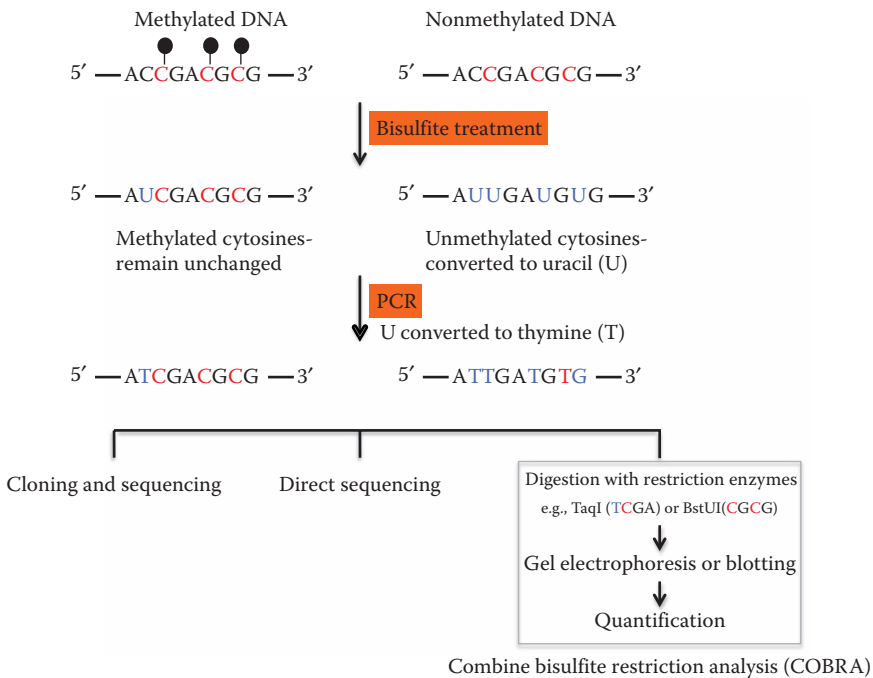 Methylated DNA
Nonmethylated DNA
5′ — ACCGACGCG — 3′
5′ — ACCGACGCG — 3′
Bisulfite treatment
5′ — AUCGACGCG — 3′
5′ — AUUGAUGUG — 3′
Methylated cytosines-
remain unchanged
Unmethylated cytosines-
converted to uracil (U)
PCR
U converted to thymine (T)
5′ — ATCGACGCG — 3′
5′ — ATTGATGTG — 3′
Cloning and sequencing
Direct sequencing
Digestion with restriction enzymes
e.g., TaqI (TCGA) or BstUI(CGCG)
Gel electrophoresis or blotting
Quantification
Combine bisulfite restriction analysis (COBRA)